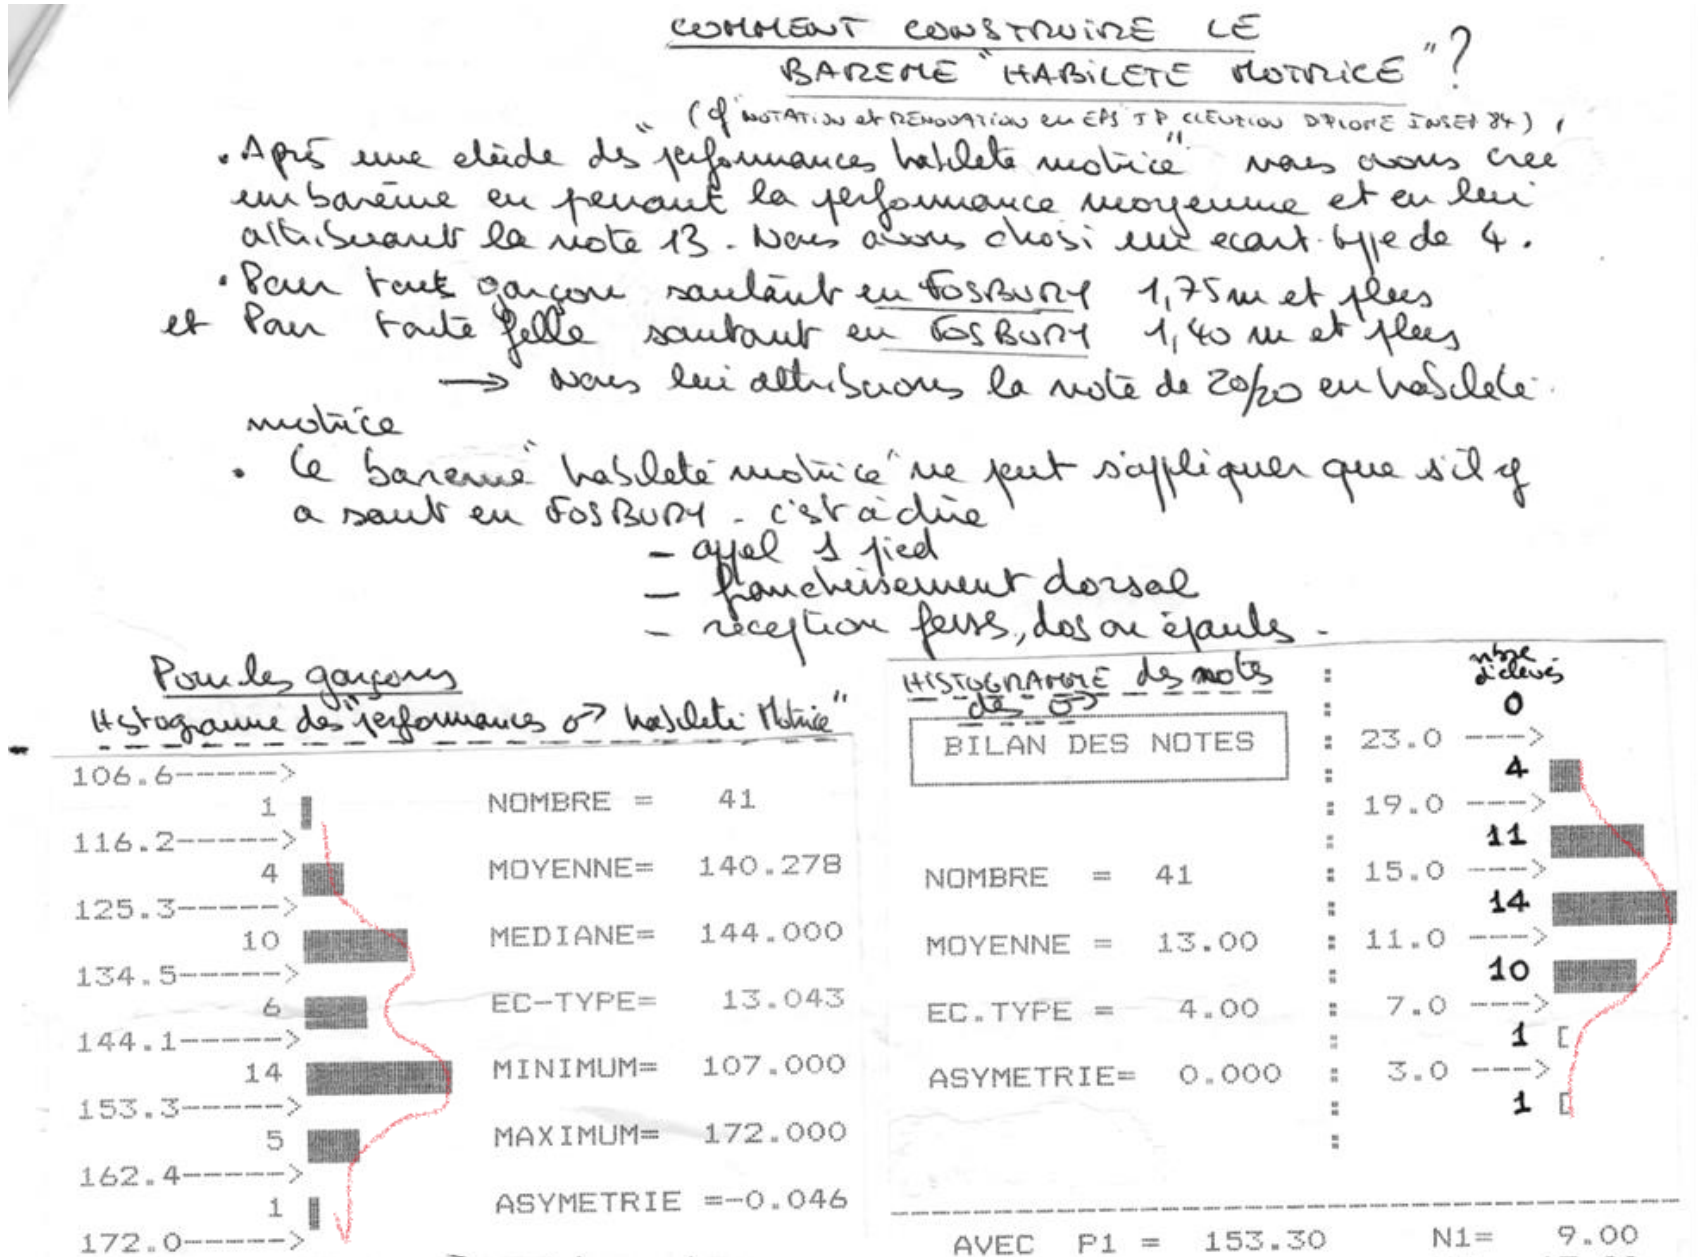 COMMENT CONSTRUIRE LE
BAREME "HABILETE MOTRICE" ?
(cf NOTATION et RENOVATION en EPS JP CLEUZIOU DIPLOME INSEP 84)
. Après une étude des "performances habileté motrice" nous avons créé
un barème en prenant la performance moyenne et en lui
attribuant la note 13. Nous avons choisi un ecart-type de 4.
. Pour tout garçon sautant en FOSBURY 1,75m et plus
et Pour toute fille sautant en FOSBURY 1,40 m et plus
→ Nous lui attribuons la note de 20/20 en habileté
motrice
. Ce bareme "habileté motrice" ne peut s'appliquer que s'il y
a saut en FOSBURY - c'est à dire
- appel 1 pied
- franchissement dorsal
- réception fesses, dos ou épaules -
Pour les garçons
Histogramme des "performances ♂ habileté Motrice"
106.6------>
1
116.2------>
4
125.3------>
10
134.5------>
6
144.1------>
14
153.3------>
5
162.4------>
1
172.0------>
NOMBRE = 41
MOYENNE= 140.278
MEDIANE= 144.000
EC-TYPE= 13.043
MINIMUM= 107.000
MAXIMUM= 172.000
ASYMETRIE =-0.046
HISTOGRAMME des notes
des ♂
BILAN DES NOTES
NOMBRE = 41
MOYENNE = 13.00
EC.TYPE = 4.00
ASYMETRIE= 0.000
nbre
d'élèves
0
23.0 ---->
4
19.0 ---->
11
15.0 ---->
14
11.0 ---->
10
7.0 ---->
1
3.0 ---->
1
AVEC P1 = 153.30 N1= 9.00